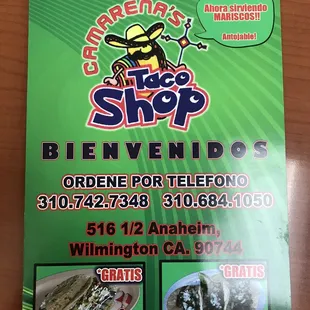 CAMARENA'S
Taco
Shop
Ahora sirviendo
MARISCOS!!
Antojable!
BIENVENIDOS
ORDENE POR TELEFONO
310.742.7348 310.684.1050
516 1/2 Anaheim,
Wilmington CA. 90744
*GRATIS
*GRATIS